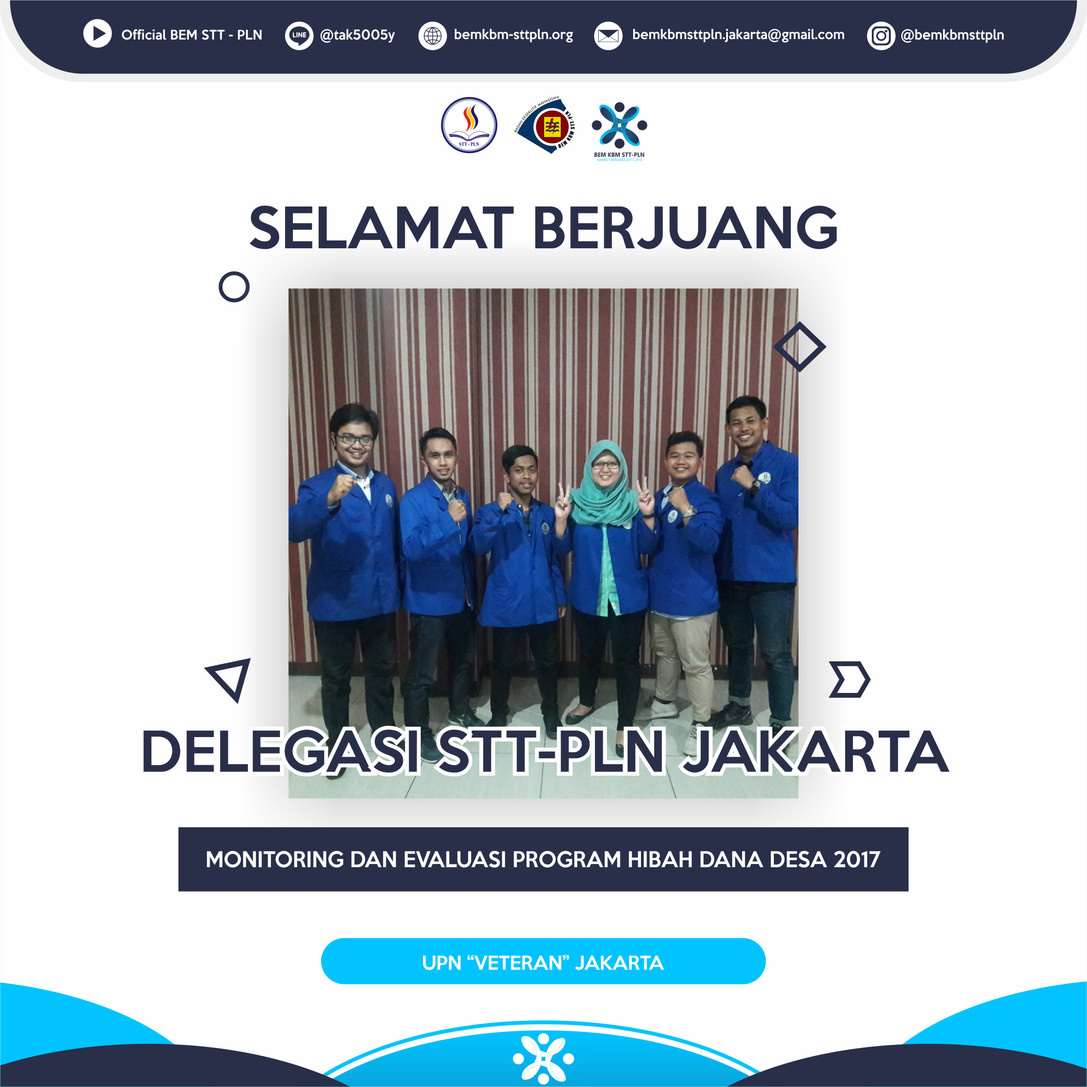 Official BEM STT - PLN
LINE
@tak5005y
bemkbm-sttpln.org
bemkbmsttpln.jakarta@gmail.com
@bemkbmsttpln
STT - PLN
BEM KBM STT-PLN
SELAMAT BERJUANG
DELEGASI STT-PLN JAKARTA
MONITORING DAN EVALUASI PROGRAM HIBAH DANA DESA 2017
UPN “VETERAN” JAKARTA